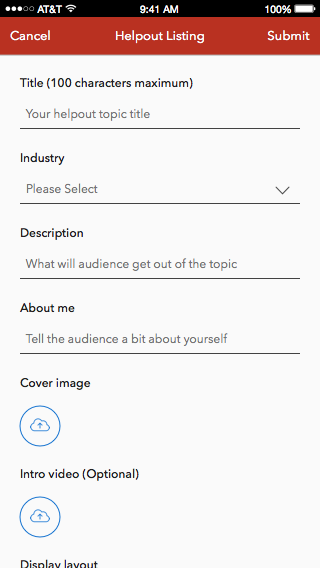 AT&T 9:41 AM 100%
Cancel Helpout Listing Submit
Title (100 characters maximum)
Your helpout topic title
Industry
Please Select
Description
What will audience get out of the topic
About me
Tell the audience a bit about yourself
Cover image
Intro video (Optional)
Display layout